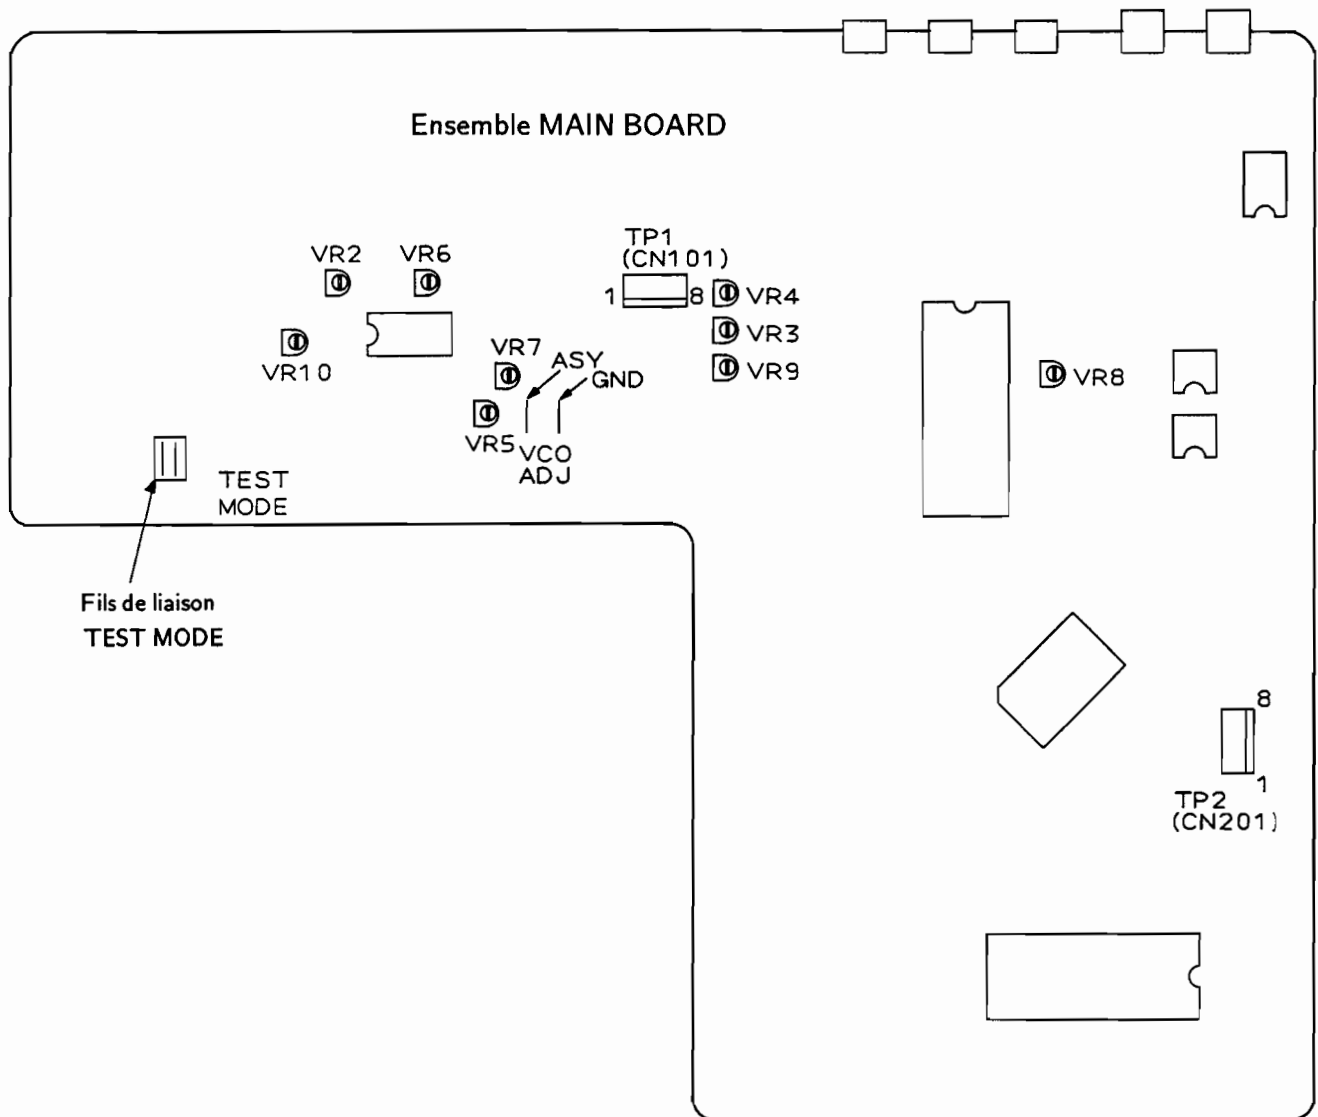 Ensemble MAIN BOARD
TP1
(CN101)
1
8
VR2
VR6
VR4
VR3
VR9
VR10
VR7
ASY
GND
VR8
VR5
VCO
ADJ
TEST
MODE
Fils de liaison
TEST MODE
8
1
TP2
(CN201)